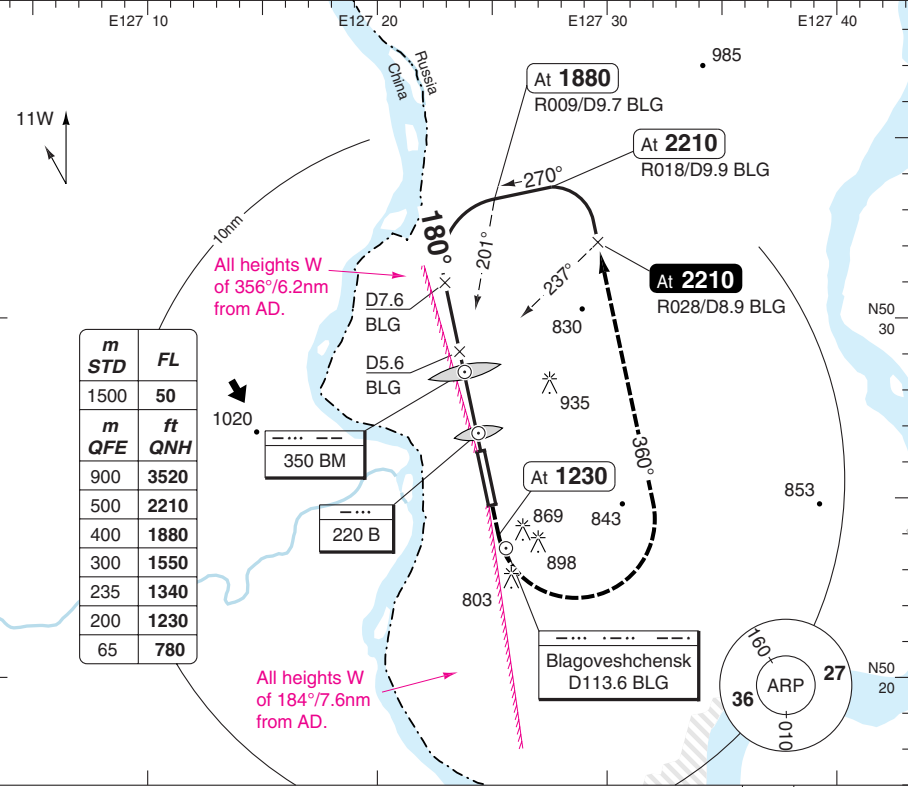 E127 10
E127 20
E127 30
E127 40
Russia
China
985
At 1880
R009/D9.7 BLG
11W
At 2210
R018/D9.9 BLG
270°
10nm
180°
201°
237°
All heights W
of 356°/6.2nm
from AD.
At 2210
R028/D8.9 BLG
D7.6
BLG
830
N50
30
D5.6
BLG
m
STD
FL
1500
50
m
QFE
ft
QNH
900
3520
500
2210
400
1880
300
1550
235
1340
200
1230
65
780
1020
935
350 BM
360°
At 1230
853
220 B
869
843
898
803
Blagoveshchensk
D113.6 BLG
All heights W
of 184°/7.6nm
from AD.
160
ARP
27
36
010
N50
20